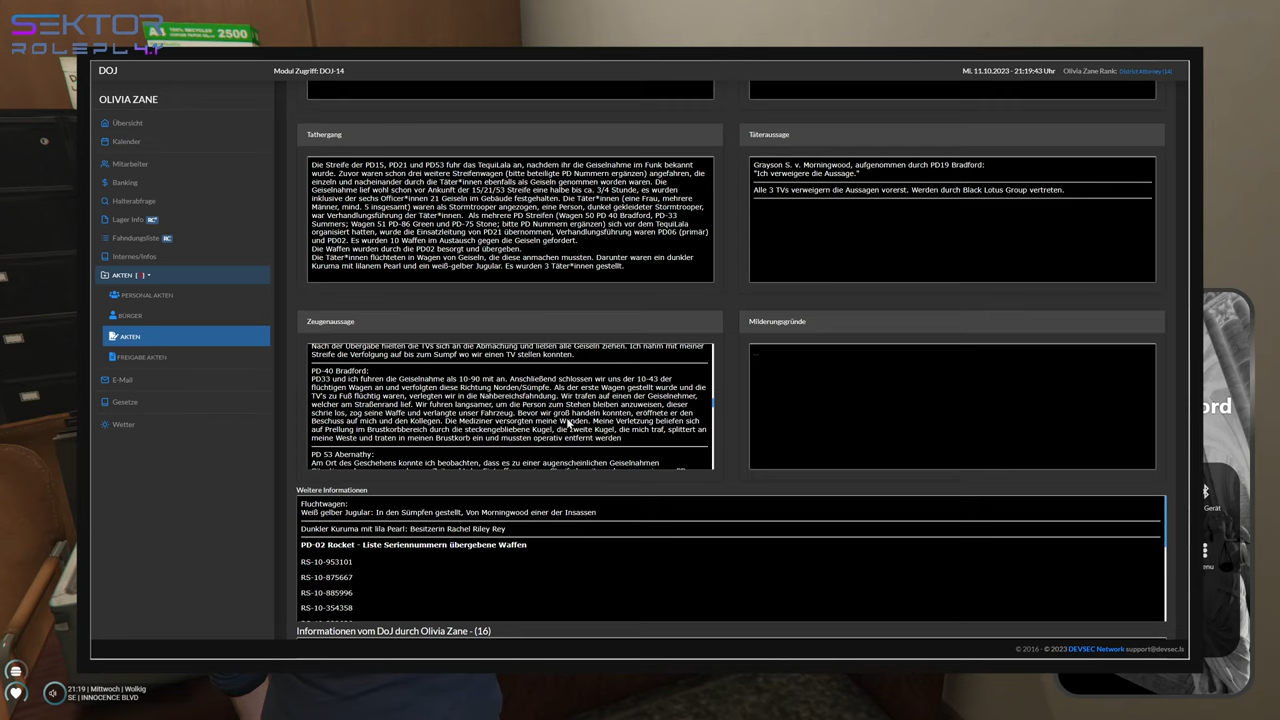 SEKTOR
ROLEPL4Y
100% RECYCLED
2500
DOJ
Modul Zugriff: DOJ-14
Mi. 11.10.2023 - 21:19:43 Uhr
Olivia Zane Rank: District Attorney (14)
OLIVIA ZANE
Übersicht
Kalender
Mitarbeiter
Banking
Halterabfrage
Lager Info RC
Fahndungsliste RC
Internes/Infos
AKTEN
PERSONAL AKTEN
BÜRGER
AKTEN
FREIGABE AKTEN
E-Mail
Gesetze
Wetter
Tathergang
Die Streife der PD15, PD21 und PD53 fuhr das TequiLala an, nachdem ihr die Geiselnahme im Funk bekannt
wurde. Zuvor waren schon drei weitere Streifenwagen (bitte beteiligte PD Nummern ergänzen) angefahren, die
einzeln und nacheinander durch die Täter*innen ebenfalls als Geiseln genommen worden waren. Die
Geiselnahme lief wohl schon vor Ankunft der 15/21/53 Streife eine halbe bis ca. 3/4 Stunde, es wurden
inklusive der sechs Officer*innen 21 Geiseln im Gebäude festgehalten. Die Täter*innen (eine Frau, mehrere
Männer, mind. 5 insgesamt) waren als Stormtrooper angezogen, eine Person, dunkel gekleideter Stormtrooper,
war Verhandlungsführung der Täter*innen. Als mehrere PD Streifen (Wagen 50 PD 40 Bradford, PD-33
Summers; Wagen 51 PD-86 Green und PD-75 Stone; bitte PD Nummern ergänzen) sich vor dem TequiLala
organisiert hatten, wurde die Einsatzleitung von PD21 übernommen, Verhandlungsführung waren PD06 (primär)
und PD02. Es wurden 10 Waffen im Austausch gegen die Geiseln gefordert.
Die Waffen wurden durch die PD02 besorgt und übergeben.
Die Täter*innen flüchteten in Wagen von Geiseln, die diese anmachen mussten. Darunter waren ein dunkler
Kuruma mit lilanem Pearl und ein weiß-gelber Jugular. Es wurden 3 Täter*innen gestellt.
Täteraussage
Grayson S. v. Morningwood, aufgenommen durch PD19 Bradford:
"Ich verweigere die Aussage."
Alle 3 TVs verweigern die Aussagen vorerst. Werden durch Black Lotus Group vertreten.
Zeugenaussage
Nach der Übergabe hielten die TVs sich an die Abmachung und ließen alle Geiseln ziehen. Ich nahm mit meiner
Streife die Verfolgung auf bis zum Sumpf wo wir einen TV stellen konnten.
PD-40 Bradford:
PD33 und ich fuhren die Geiselnahme als 10-90 mit an. Anschließend schlossen wir uns der 10-43 der
flüchtigen Wagen an und verfolgten diese Richtung Norden/Sümpfe. Als der erste Wagen gestellt wurde und die
TV's zu Fuß flüchtig waren, verlegten wir in die Nahbereichsfahndung. Wir trafen auf einen der Geiselnehmer,
welcher am Straßenrand lief. Wir fuhren langsamer, um die Person zum Stehen bleiben anzuweisen, dieser
schrie los, zog seine Waffe und verlangte unser Fahrzeug. Bevor wir groß handeln konnten, eröffnete er den
Beschuss auf mich und den Kollegen. Die Mediziner versorgten meine Wunden. Meine Verletzung beliefen sich
auf Prellung im Brustkorbbereich durch die steckengebliebene Kugel, die zweite Kugel, die mich traf, splittert an
meine Weste und traten in meinen Brustkorb ein und mussten operativ entfernt werden
PD 53 Abernathy:
Am Ort des Geschehens konnte ich beobachten, dass es zu einer augenscheinlichen Geiselnahmen
Milderungsgründe
...
Weitere Informationen
Fluchtwagen:
Weiß gelber Jugular: In den Sümpfen gestellt, Von Morningwood einer der Insassen
Dunkler Kuruma mit lila Pearl: Besitzerin Rachel Riley Rey
PD-02 Rocket - Liste Seriennummern übergebene Waffen
RS-10-953101
RS-10-875667
RS-10-885996
RS-10-354358
Informationen vom DoJ durch Olivia Zane - (16)
© 2016 - © 2023 DEVSEC Network support@devsec.ls
ord
Gerät
enu
21:19 | Mittwoch | Wolkig
SE | INNOCENCE BLVD